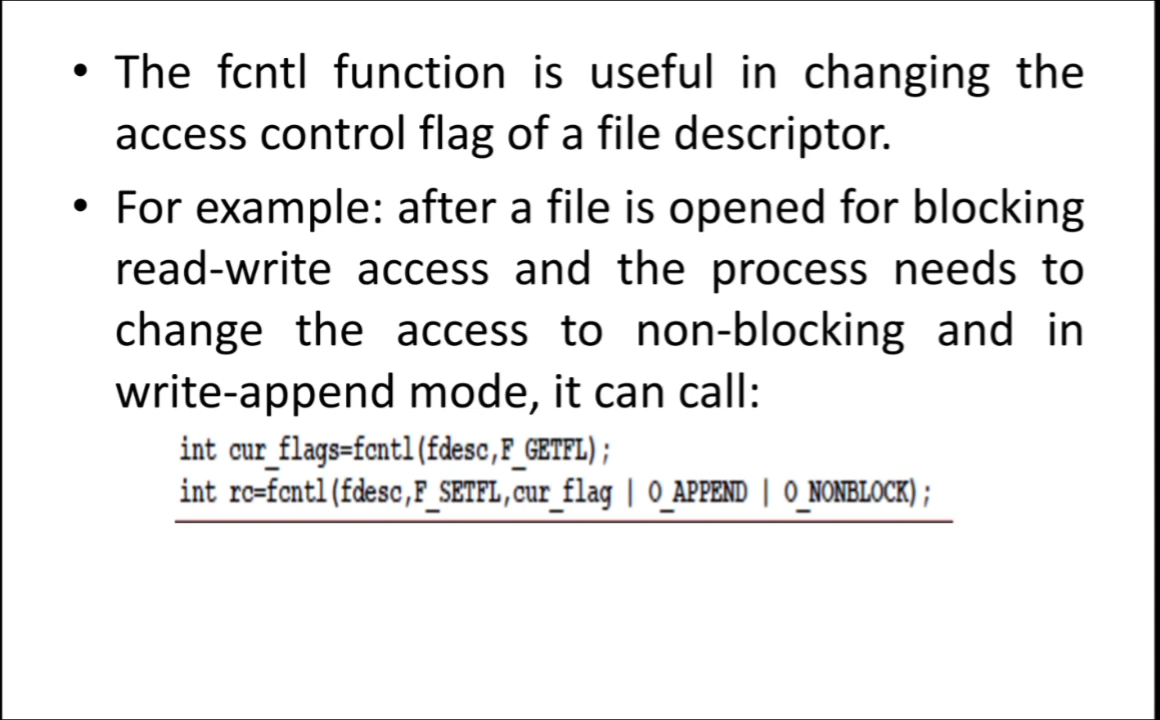 • The fcntl function is useful in changing the
access control flag of a file descriptor.
• For example: after a file is opened for blocking
read-write access and the process needs to
change the access to non-blocking and in
write-append mode, it can call:
int cur_flags=fcntl(fdesc,F_GETFL);
int rc=fcntl(fdesc,F_SETFL,cur_flag | O_APPEND | O_NONBLOCK);